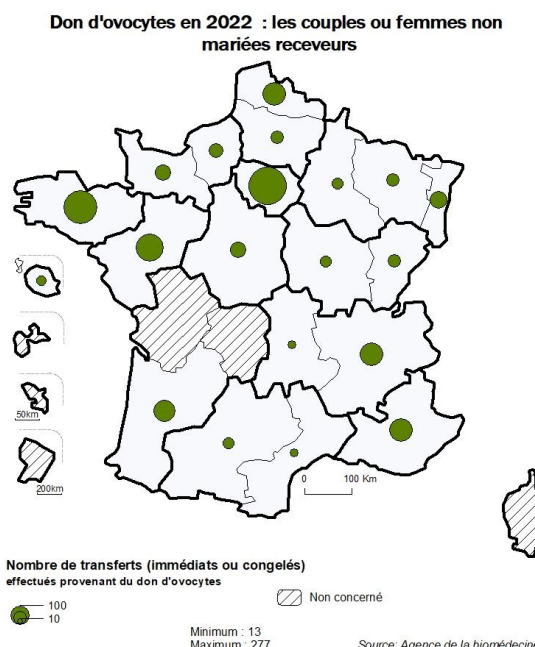 Don d'ovocytes en 2022 : les couples ou femmes non
mariées receveurs
50km
200km
0 100 Km
Nombre de transferts (immédiats ou congelés)
effectués provenant du don d'ovocytes
100
10
Non concerné
Minimum : 13
Maximum : 277
Source: Agence de la biomédecine